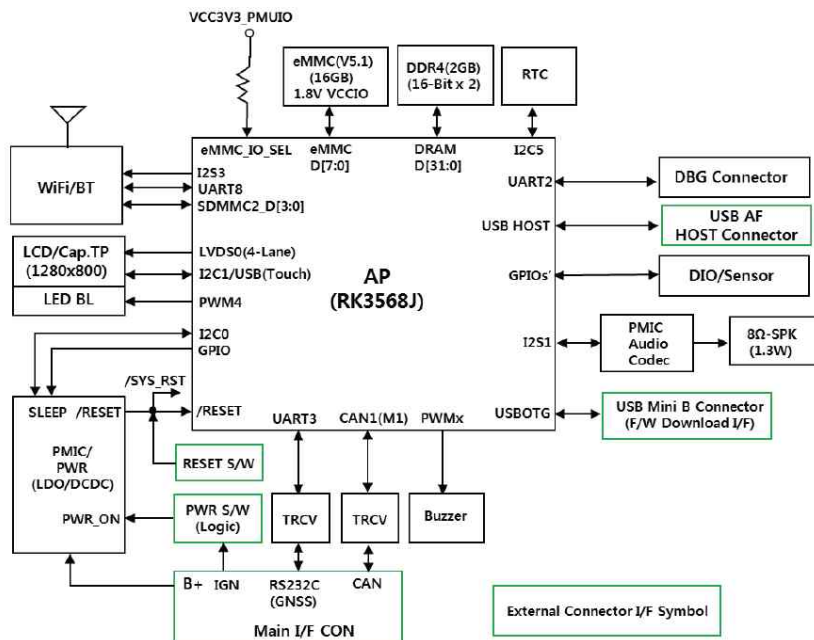 VCC3V3_PMUIO
eMMC(V5.1)
(16GB)
1.8V VCCIO
DDR4(2GB)
(16-Bit x 2)
RTC
eMMC_IO_SEL
eMMC
D[7:0]
DRAM
D[31:0]
I2C5
WiFi/BT
I2S3
UART8
SDMMC2_D[3:0]
UART2
DBG Connector
USB HOST
USB AF
HOST Connector
LCD/Cap.TP
(1280x800)
LED BL
LVDS0(4-Lane)
I2C1/USB(Touch)
PWM4
AP
(RK3568J)
GPIOs'
DIO/Sensor
I2C0
GPIO
I2S1
PMIC
Audio
Codec
8Ω-SPK
(1.3W)
/SYS_RST
SLEEP /RESET
/RESET
UART3
CAN1(M1)
PWMx
USBOTG
USB Mini B Connector
(F/W Download I/F)
PMIC/
PWR
(LDO/DCDC)
RESET S/W
PWR_ON
PWR S/W
(Logic)
TRCV
TRCV
Buzzer
B+ IGN
RS232C
(GNSS)
CAN
Main I/F CON
External Connector I/F Symbol